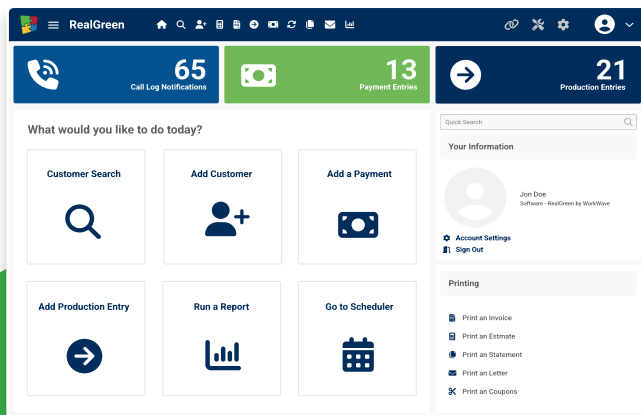 RealGreen
65
Call Log Notifications
13
Payment Entries
21
Production Entries
What would you like to do today?
Customer Search
Add Customer
Add a Payment
Add Production Entry
Run a Report
Go to Scheduler
Quick Search
Your Information
Jon Doe
Software - RealGreen by WorkWave
Account Settings
Sign Out
Printing
Print an Invoice
Print an Estmate
Print an Statement
Print an Letter
Print an Coupons